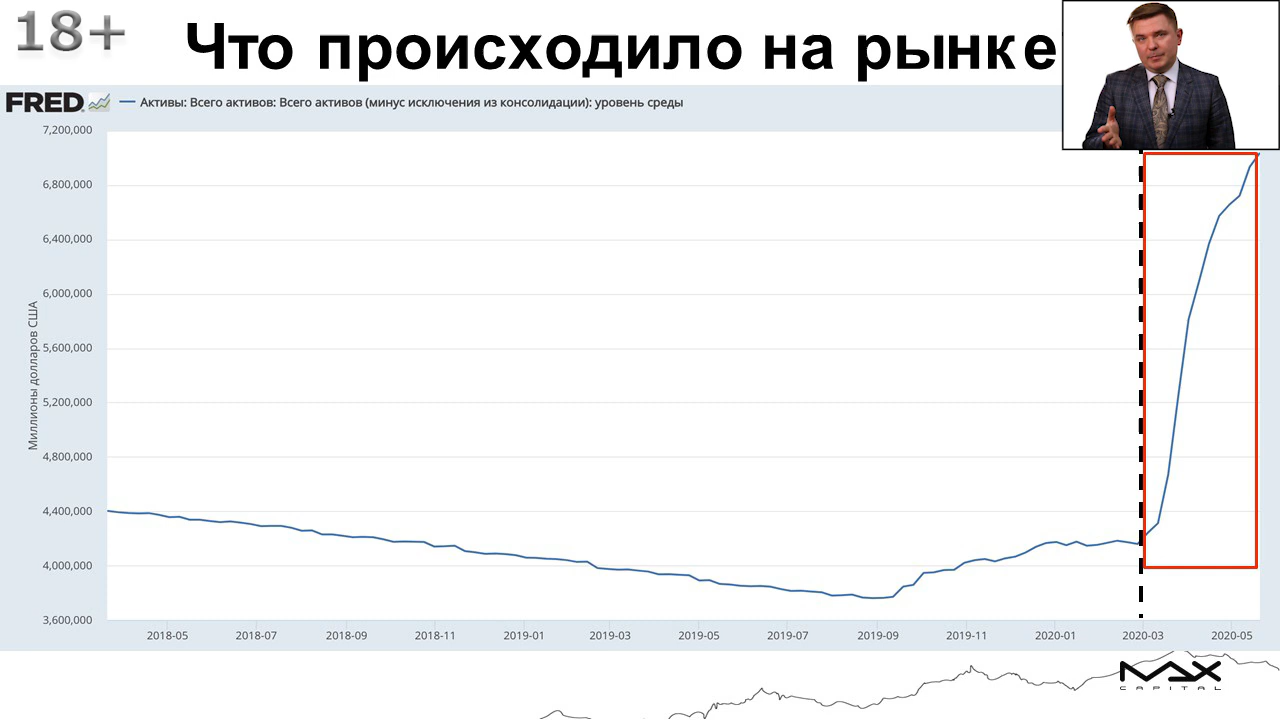 18+
Что происходило на рынке
FRED
Активы: Всего активов: Всего активов (минус исключения из консолидации): уровень среды
7,200,000
6,800,000
6,400,000
6,000,000
5,600,000
5,200,000
4,800,000
4,400,000
4,000,000
3,600,000
Миллионы долларов США
2018-05 2018-07 2018-09 2018-11 2019-01 2019-03 2019-05 2019-07 2019-09 2019-11 2020-01 2020-03 2020-05
MAX
CAPITAL